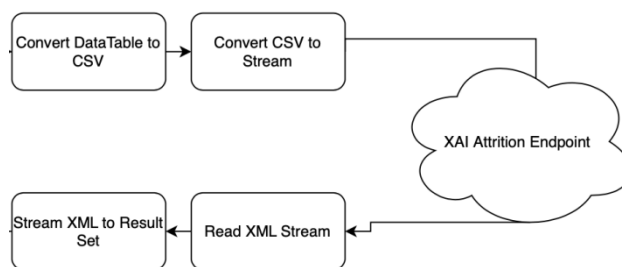 Convert DataTable to
CSV
Convert CSV to
Stream
XAI Attrition Endpoint
Stream XML to Result
Set
Read XML Stream